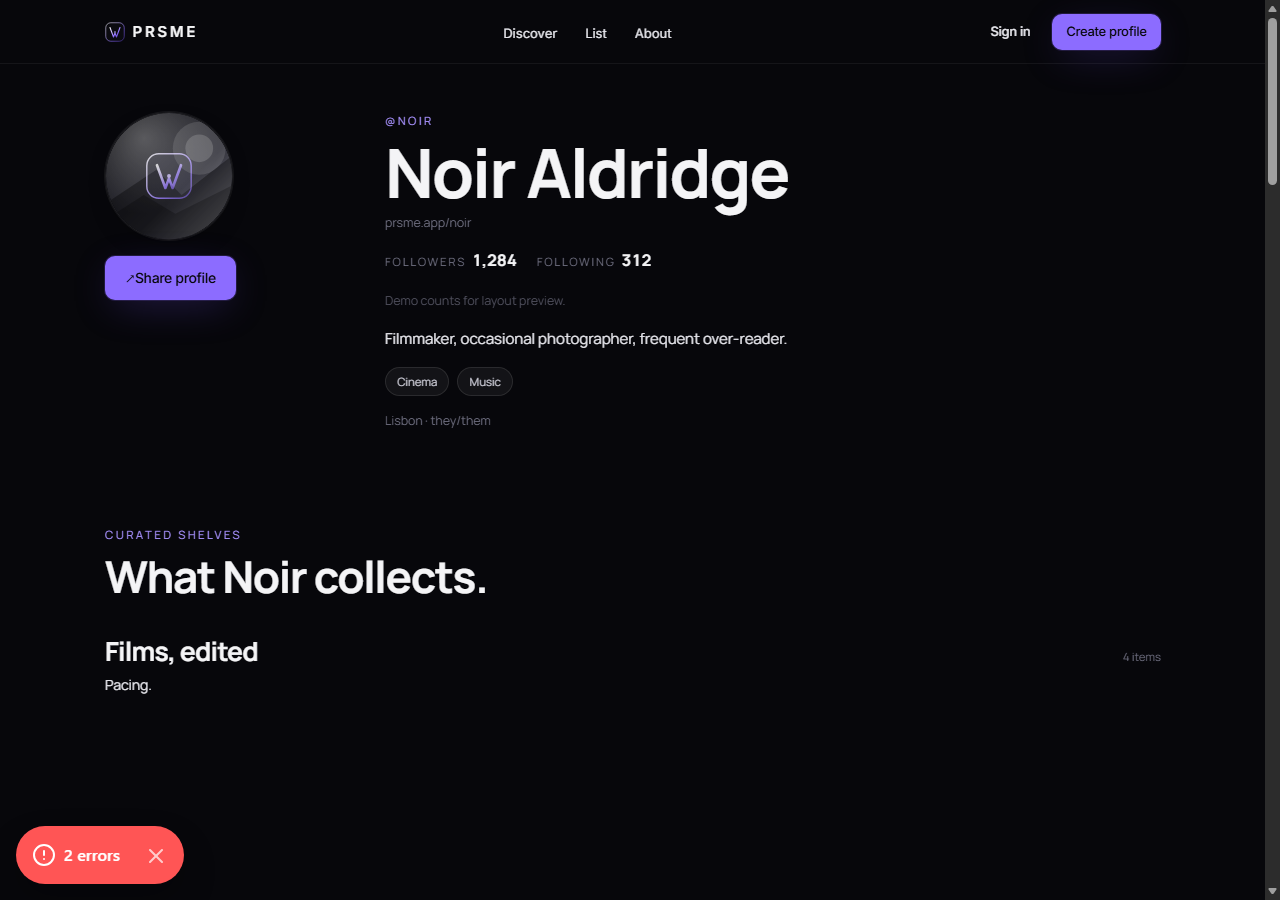 PRSME
Discover List About
Sign in Create profile
@NOIR
Noir Aldridge
prsme.app/noir
FOLLOWERS 1,284 FOLLOWING 312
Demo counts for layout preview.
Filmmaker, occasional photographer, frequent over-reader.
Cinema Music
Lisbon · they/them
↗Share profile
CURATED SHELVES
What Noir collects.
Films, edited
4 items
Pacing.
2 errors